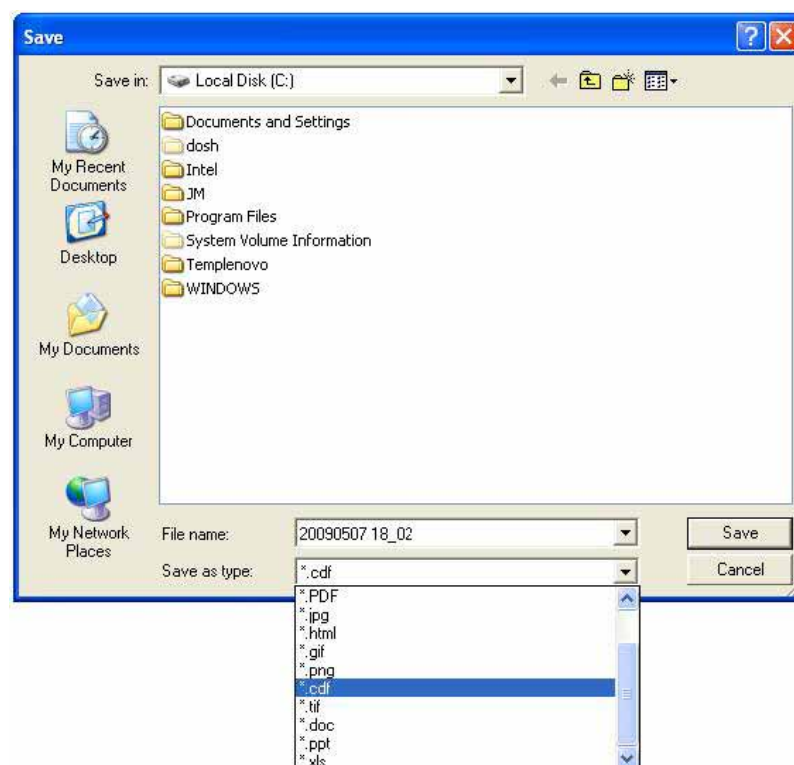 Save
Save in:
Local Disk (C:)
My Recent
Documents
Desktop
My Documents
My Computer
My Network
Places
Documents and Settings
dosh
Intel
JM
Program Files
System Volume Information
Templenovo
WINDOWS
File name:
20090507 18_02
Save
Save as type:
*.cdf
Cancel
*.PDF
*.jpg
*.html
*.gif
*.png
*.cdf
*.tif
*.doc
*.ppt
*.xls